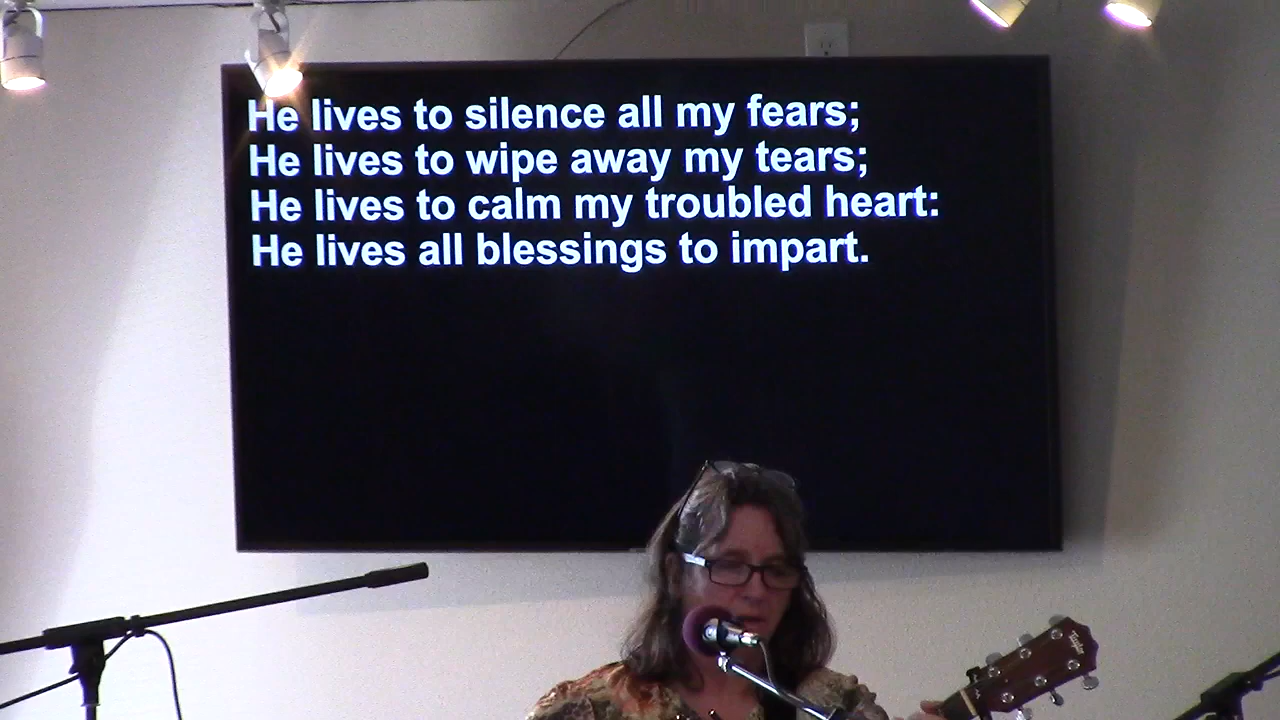 He lives to silence all my fears;
He lives to wipe away my tears;
He lives to calm my troubled heart:
He lives all blessings to impart.
Taylor